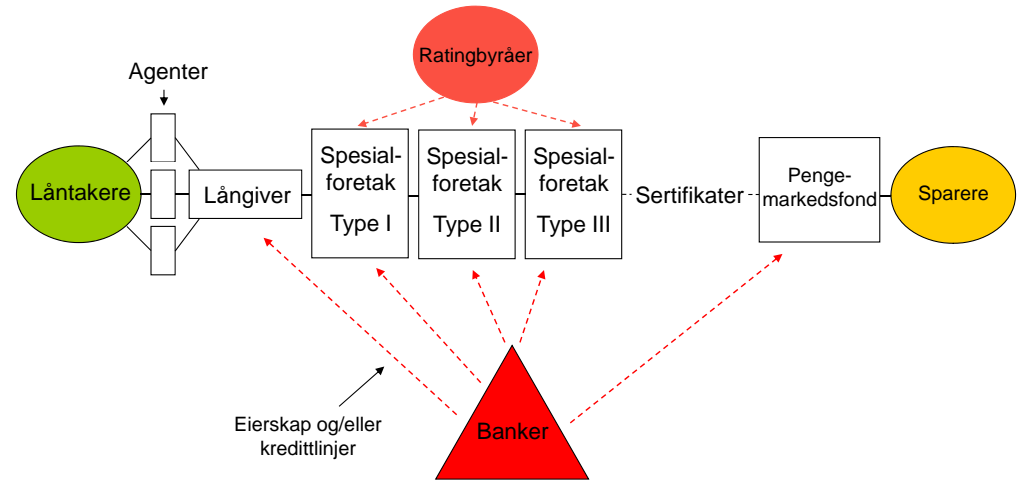 Ratingbyråer
Agenter
Låntakere
Långiver
Spesial-
foretak
Type I
Spesial-
foretak
Type II
Spesial-
foretak
Type III
Sertifikater
Penge-
markedsfond
Sparere
Eierskap og/eller
kredittlinjer
Banker